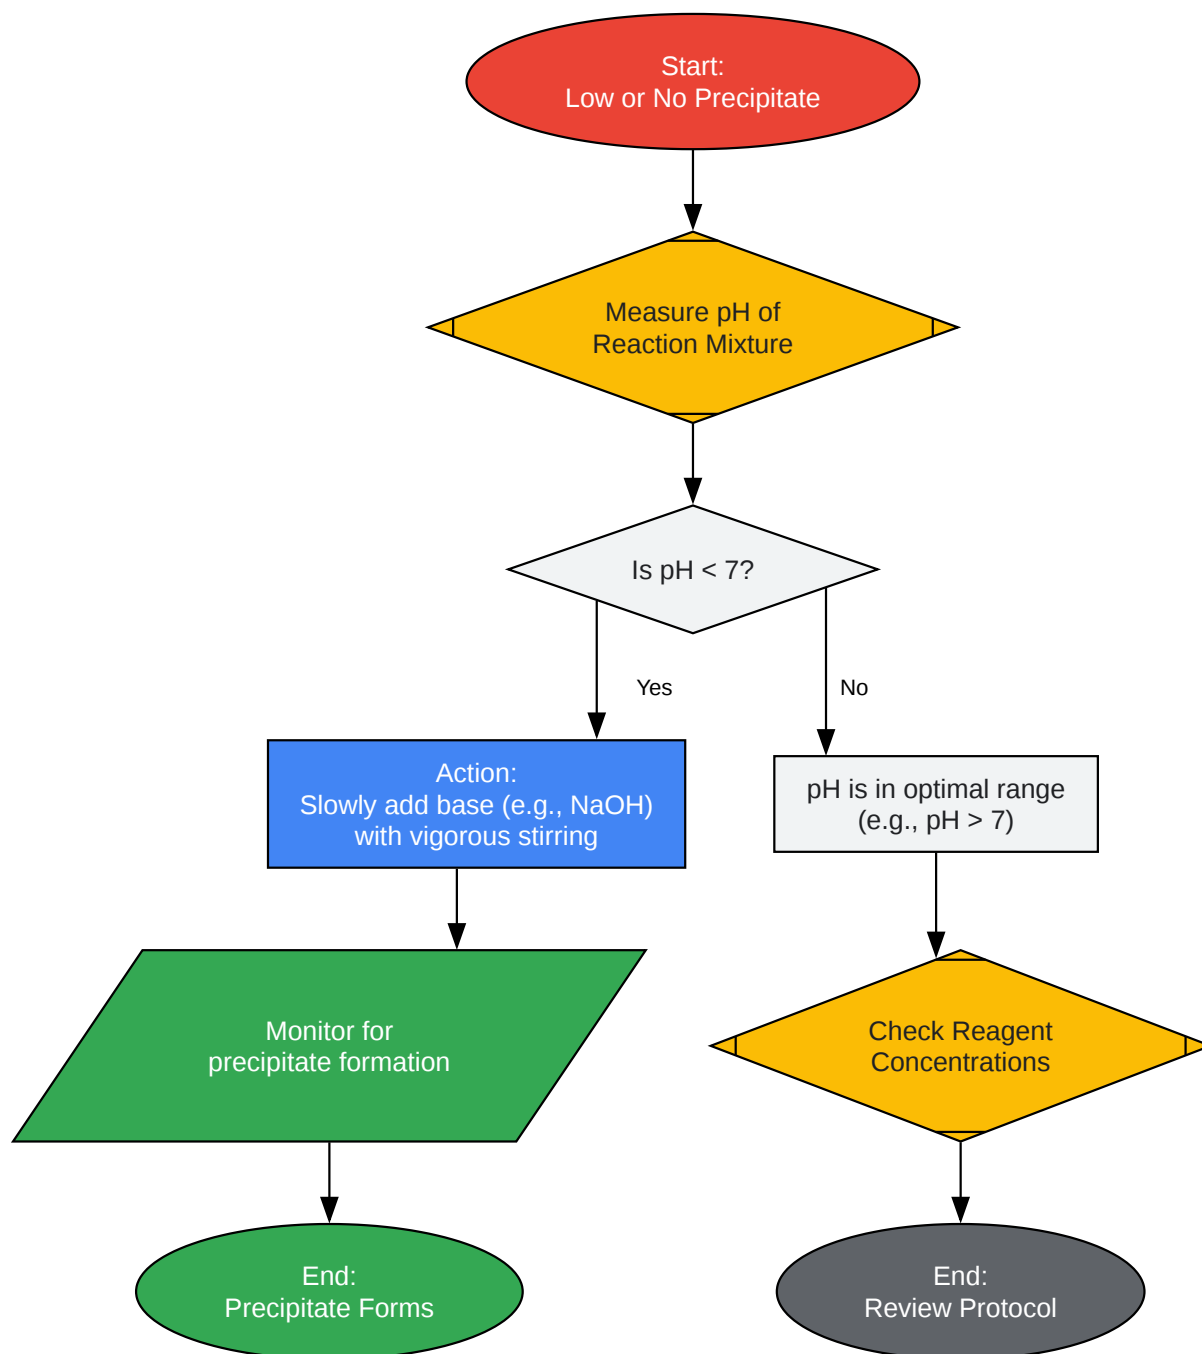 Start:
Low or No Precipitate
Measure pH of
Reaction Mixture
Is pH < 7?
Yes
No
Action:
Slowly add base (e.g., NaOH)
with vigorous stirring
pH is in optimal range
(e.g., pH > 7)
Monitor for
precipitate formation
Check Reagent
Concentrations
End:
Precipitate Forms
End:
Review Protocol